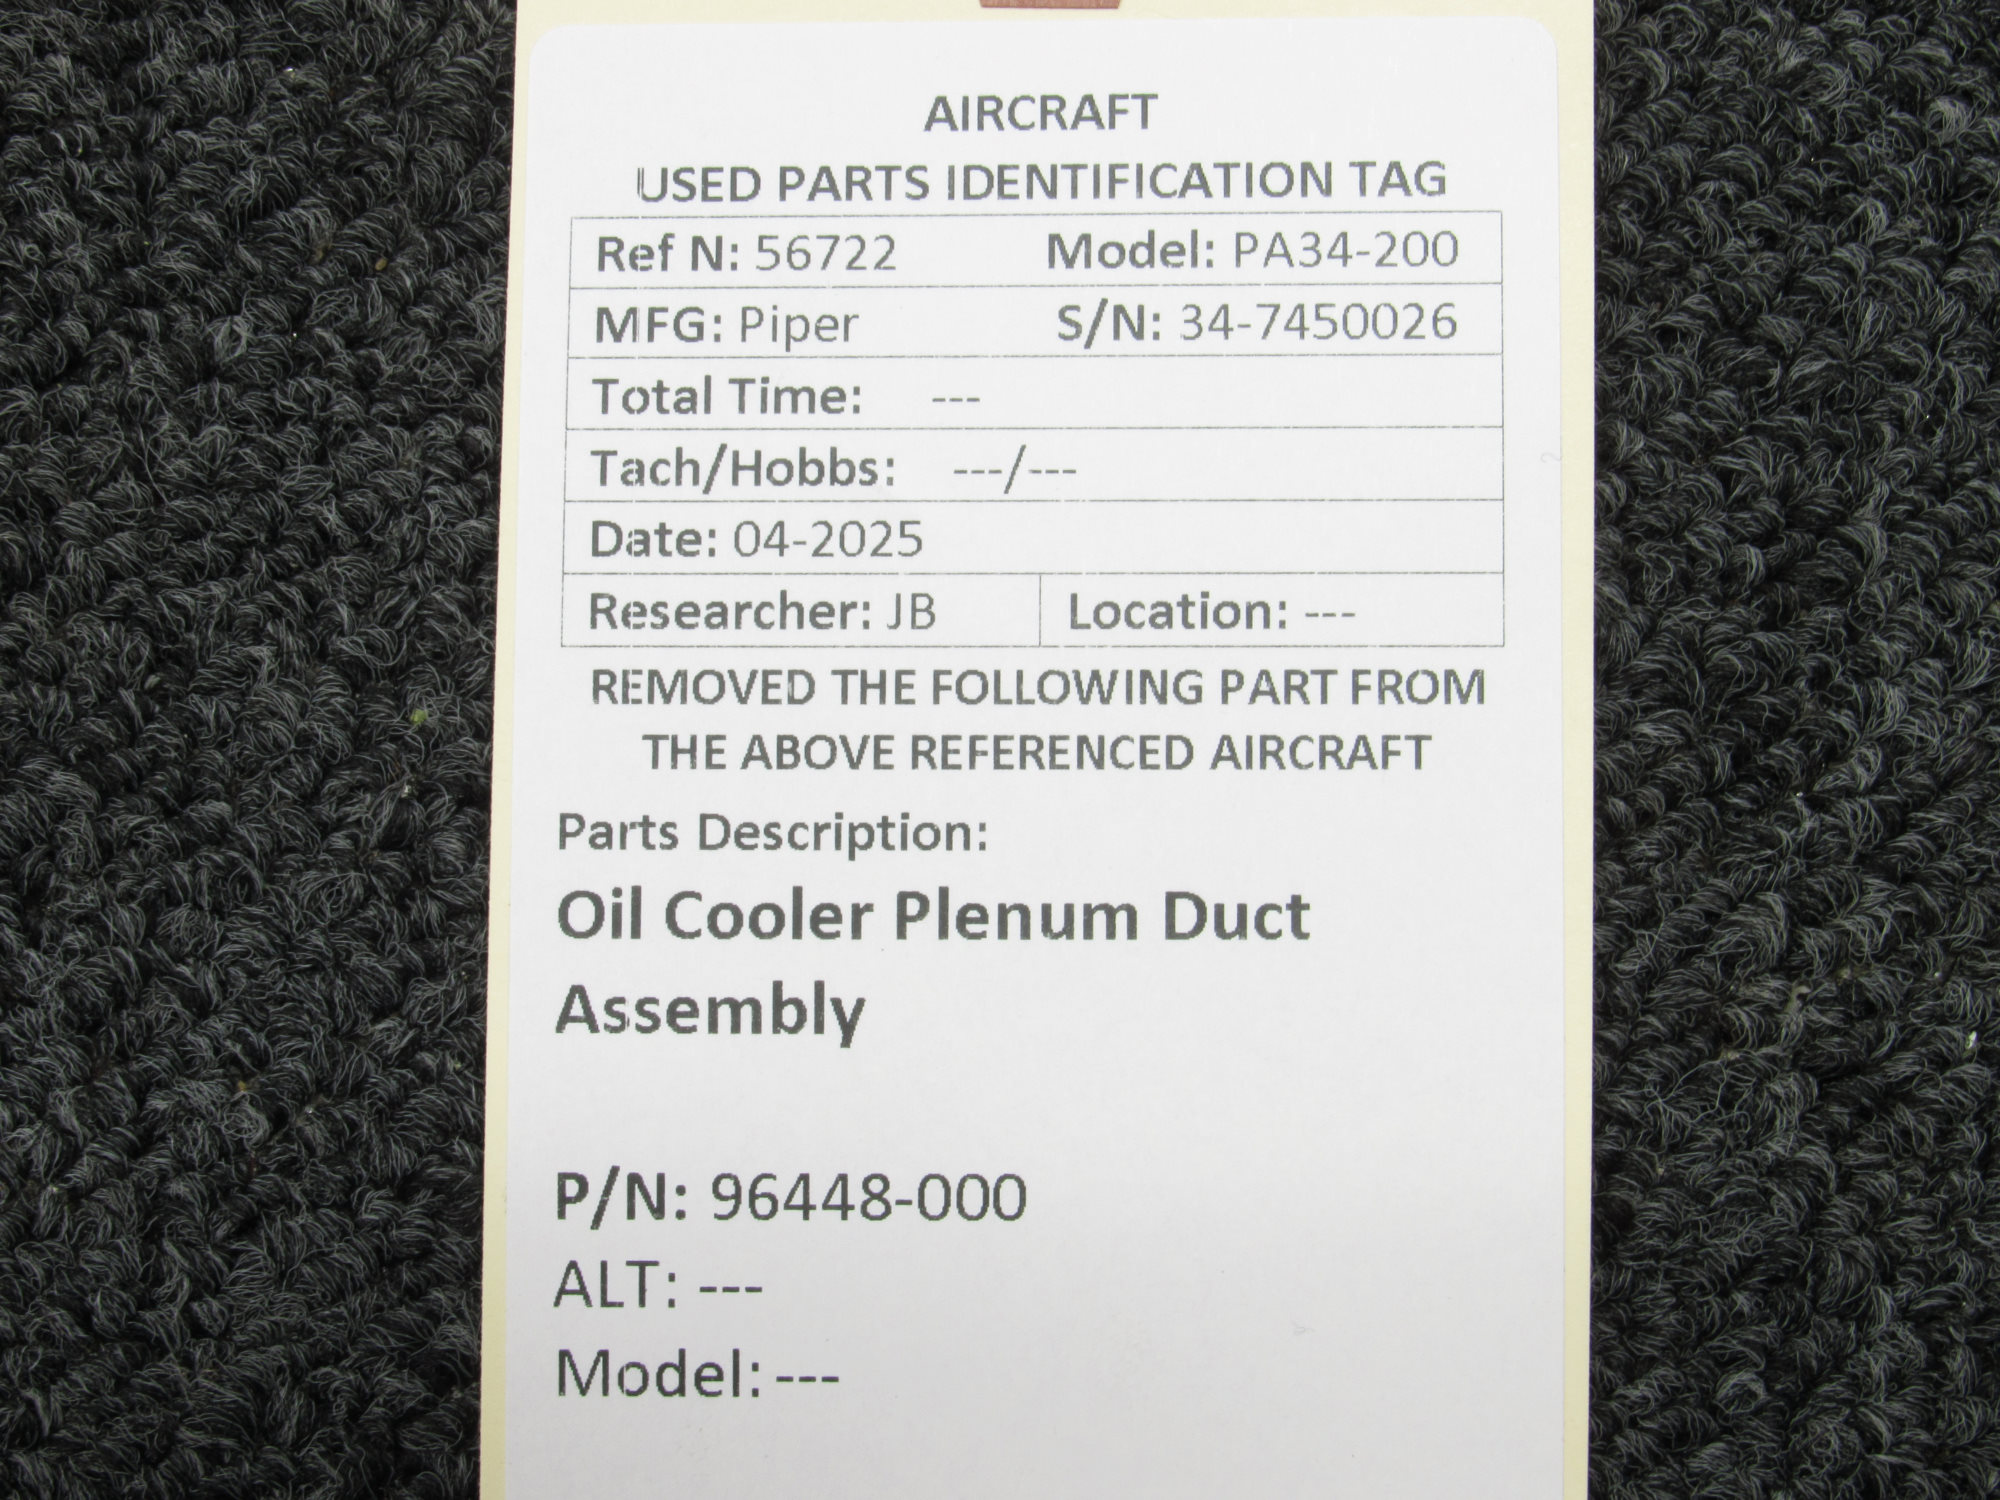 AIRCRAFT
USED PARTS IDENTIFICATION TAG
Ref N: 56722 Model: PA34-200
MFG: Piper S/N: 34-7450026
Total Time: ---
Tach/Hobbs: ---/---
Date: 04-2025
Researcher: JB Location: ---
REMOVED THE FOLLOWING PART FROM
THE ABOVE REFERENCED AIRCRAFT
Parts Description:
Oil Cooler Plenum Duct
Assembly
P/N: 96448-000
ALT: ---
Model: ---